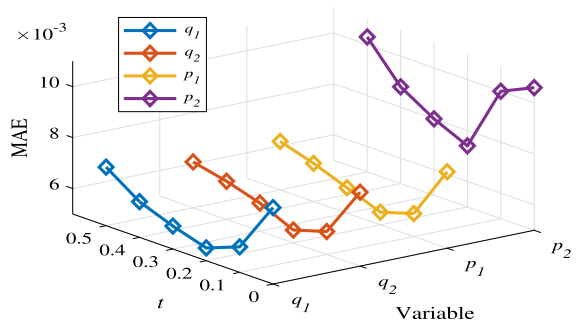 ×10⁻³
q₁
q₂
p₁
p₂
10
8
6
MAE
0.5
0.4
0.3
0.2
0.1
0
t
q₁
q₂
p₁
p₂
Variable